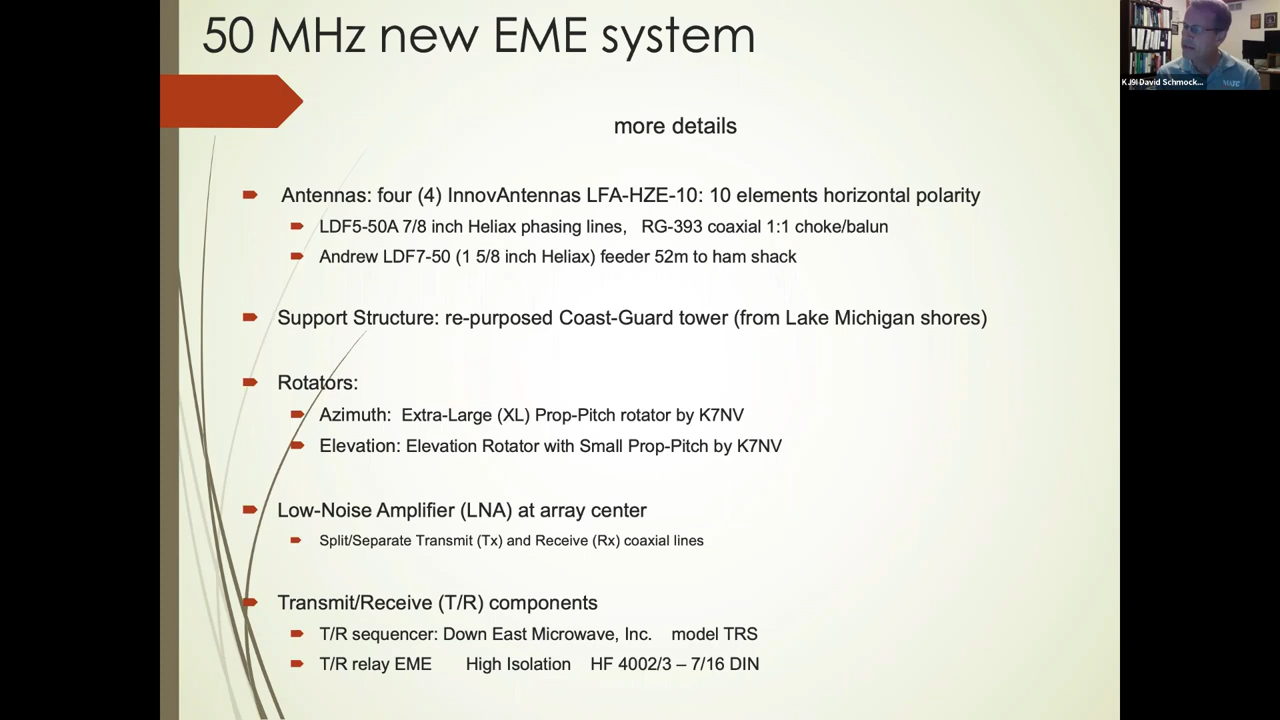 50 MHz new EME system
more details
Antennas: four (4) InnovAntennas LFA-HZE-10: 10 elements horizontal polarity
LDF5-50A 7/8 inch Heliax phasing lines, RG-393 coaxial 1:1 choke/balun
Andrew LDF7-50 (1 5/8 inch Heliax) feeder 52m to ham shack
Support Structure: re-purposed Coast-Guard tower (from Lake Michigan shores)
Rotators:
Azimuth: Extra-Large (XL) Prop-Pitch rotator by K7NV
Elevation: Elevation Rotator with Small Prop-Pitch by K7NV
Low-Noise Amplifier (LNA) at array center
Split/Separate Transmit (Tx) and Receive (Rx) coaxial lines
Transmit/Receive (T/R) components
T/R sequencer: Down East Microwave, Inc. model TRS
T/R relay EME High Isolation HF 4002/3 – 7/16 DIN
KJ9I David Schmock...